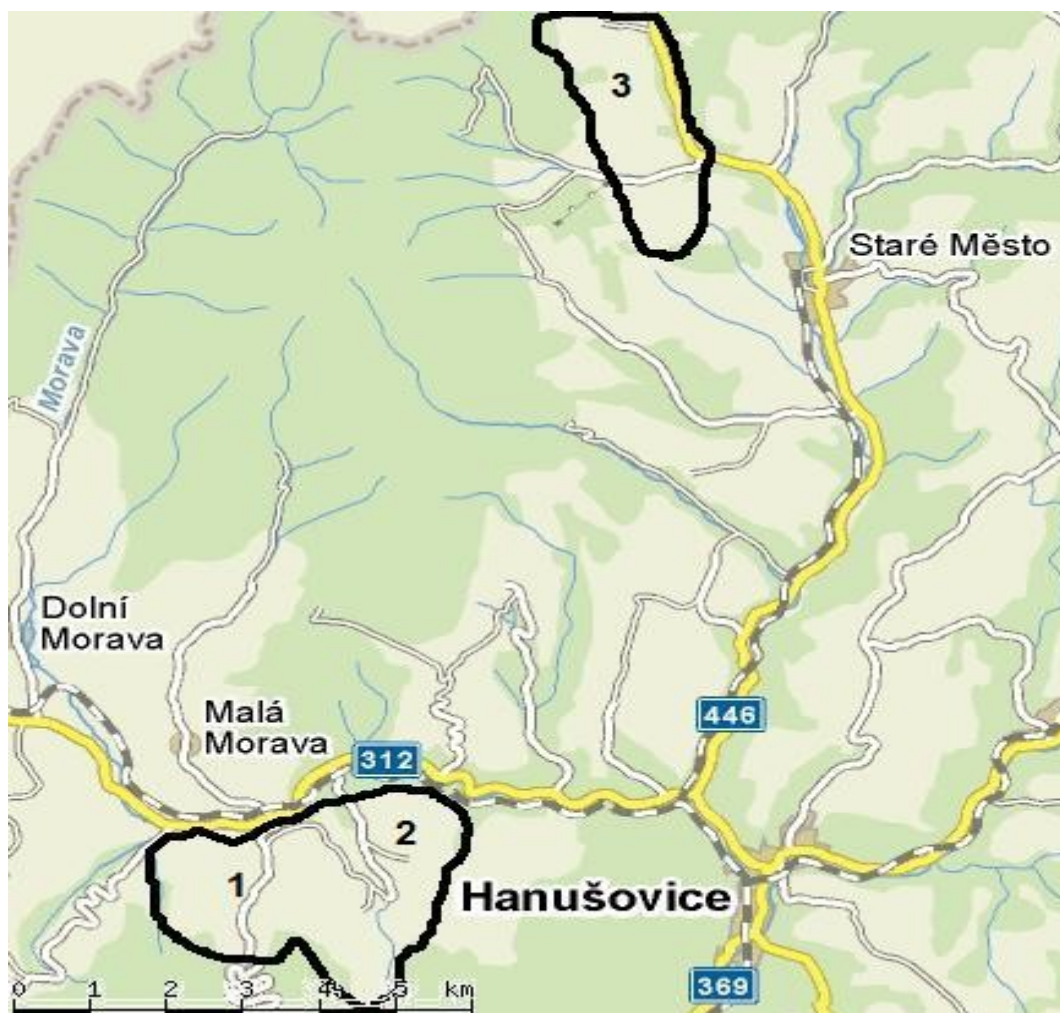 3
Staré Město
Morava
Dolní
Morava
Malá
Morava
446
312
2
1
Hanušovice
369
0 1 2 3 4 5 km